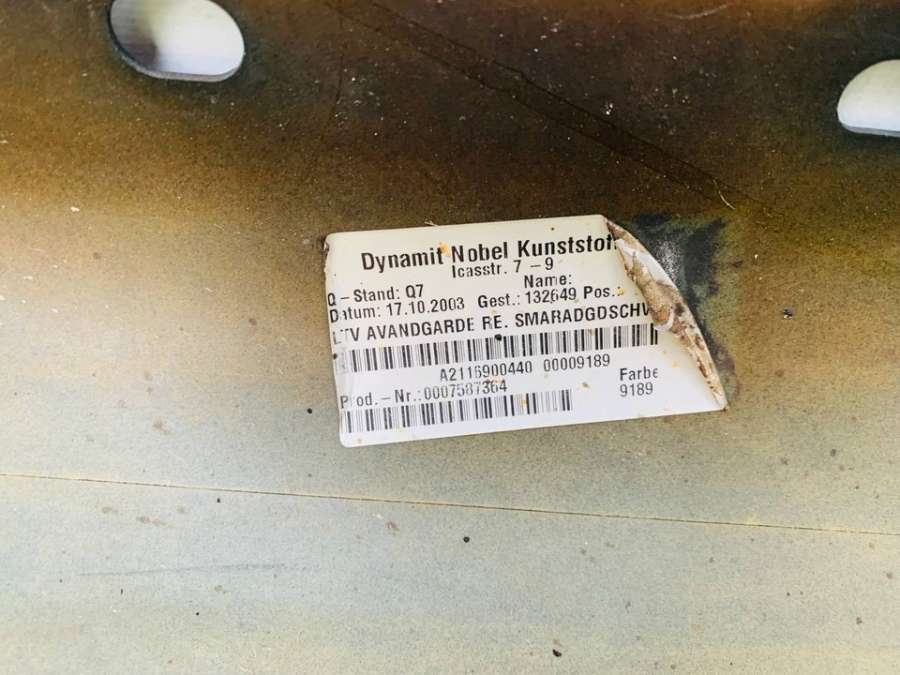 Dynamit Nobel Kunststof
Icasstr. 7 – 9
Q – Stand: Q7 Name:
Datum: 17.10.2003 Gest.: 132649 Pos.:
LTV AVANDGARDE RE. SMARADGDSCHW
A2116900440 00009189
Prod. – Nr.:0007587364 Farbe
9189